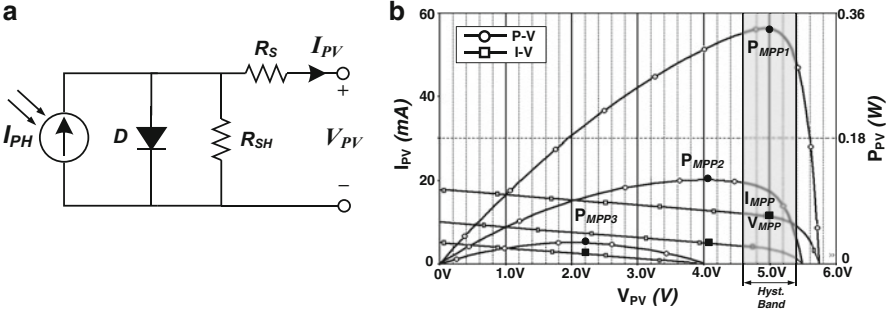 a
b
R_S
I_PV
+
I_PH
D
R_SH
V_PV
−
60
40
20
0
I_PV (mA)
P-V
I-V
P_MPP1
P_MPP2
P_MPP3
I_MPP
V_MPP
0.36
0.18
0
P_PV (W)
0V
1.0V
2.0V
3.0V
4.0V
5.0V
6.0V
V_PV (V)
Hyst.
Band